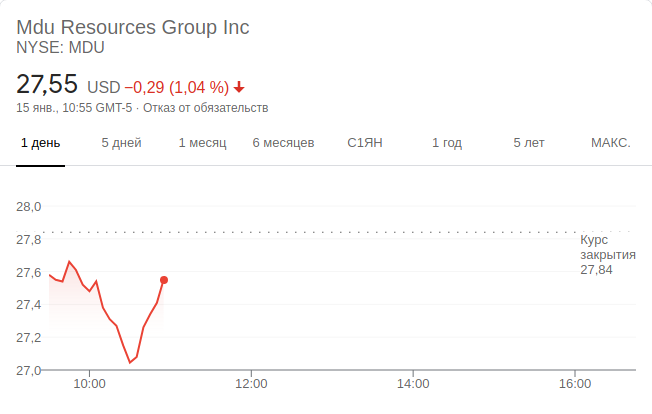 Mdu Resources Group Inc
NYSE: MDU
27,55 USD −0,29 (1,04 %)
15 янв., 10:55 GMT-5 · Отказ от обязательств
1 день 5 дней 1 месяц 6 месяцев С1ЯН 1 год 5 лет МАКС.
28,0
27,8
Курс
закрытия
27,84
27,6
27,4
27,2
27,0
10:00 12:00 14:00 16:00